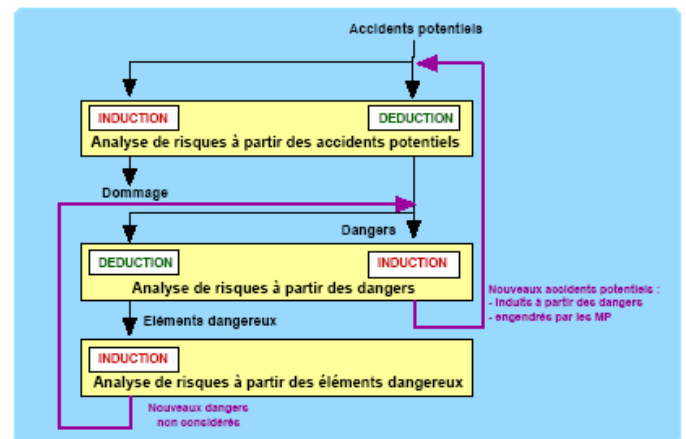 Accidents potentiels
INDUCTION
DEDUCTION
Analyse de risques à partir des accidents potentiels
Dommage
Dangers
DEDUCTION
INDUCTION
Analyse de risques à partir des dangers
Nouveaux accidents potentiels :
- induits à partir des dangers
- engendrés par les MP
Eléments dangereux
INDUCTION
Analyse de risques à partir des éléments dangereux
Nouveaux dangers
non considérés